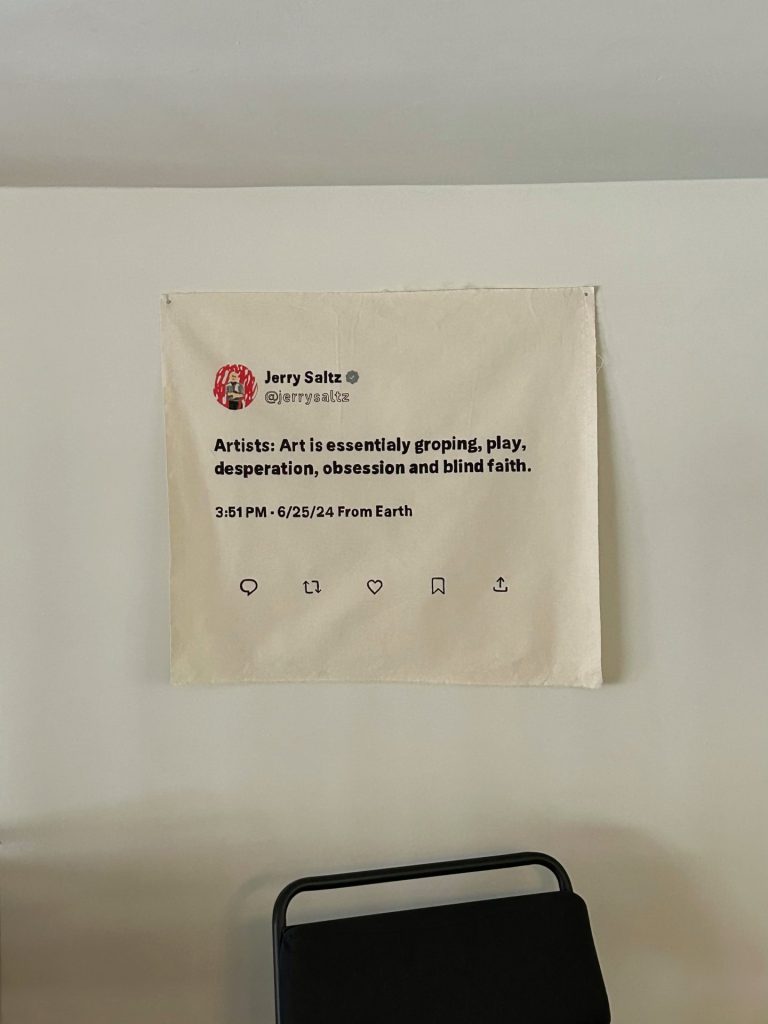 Jerry Saltz
@jerrysaltz
Artists: Art is essentialy groping, play,
desperation, obsession and blind faith.
3:51 PM · 6/25/24 From Earth